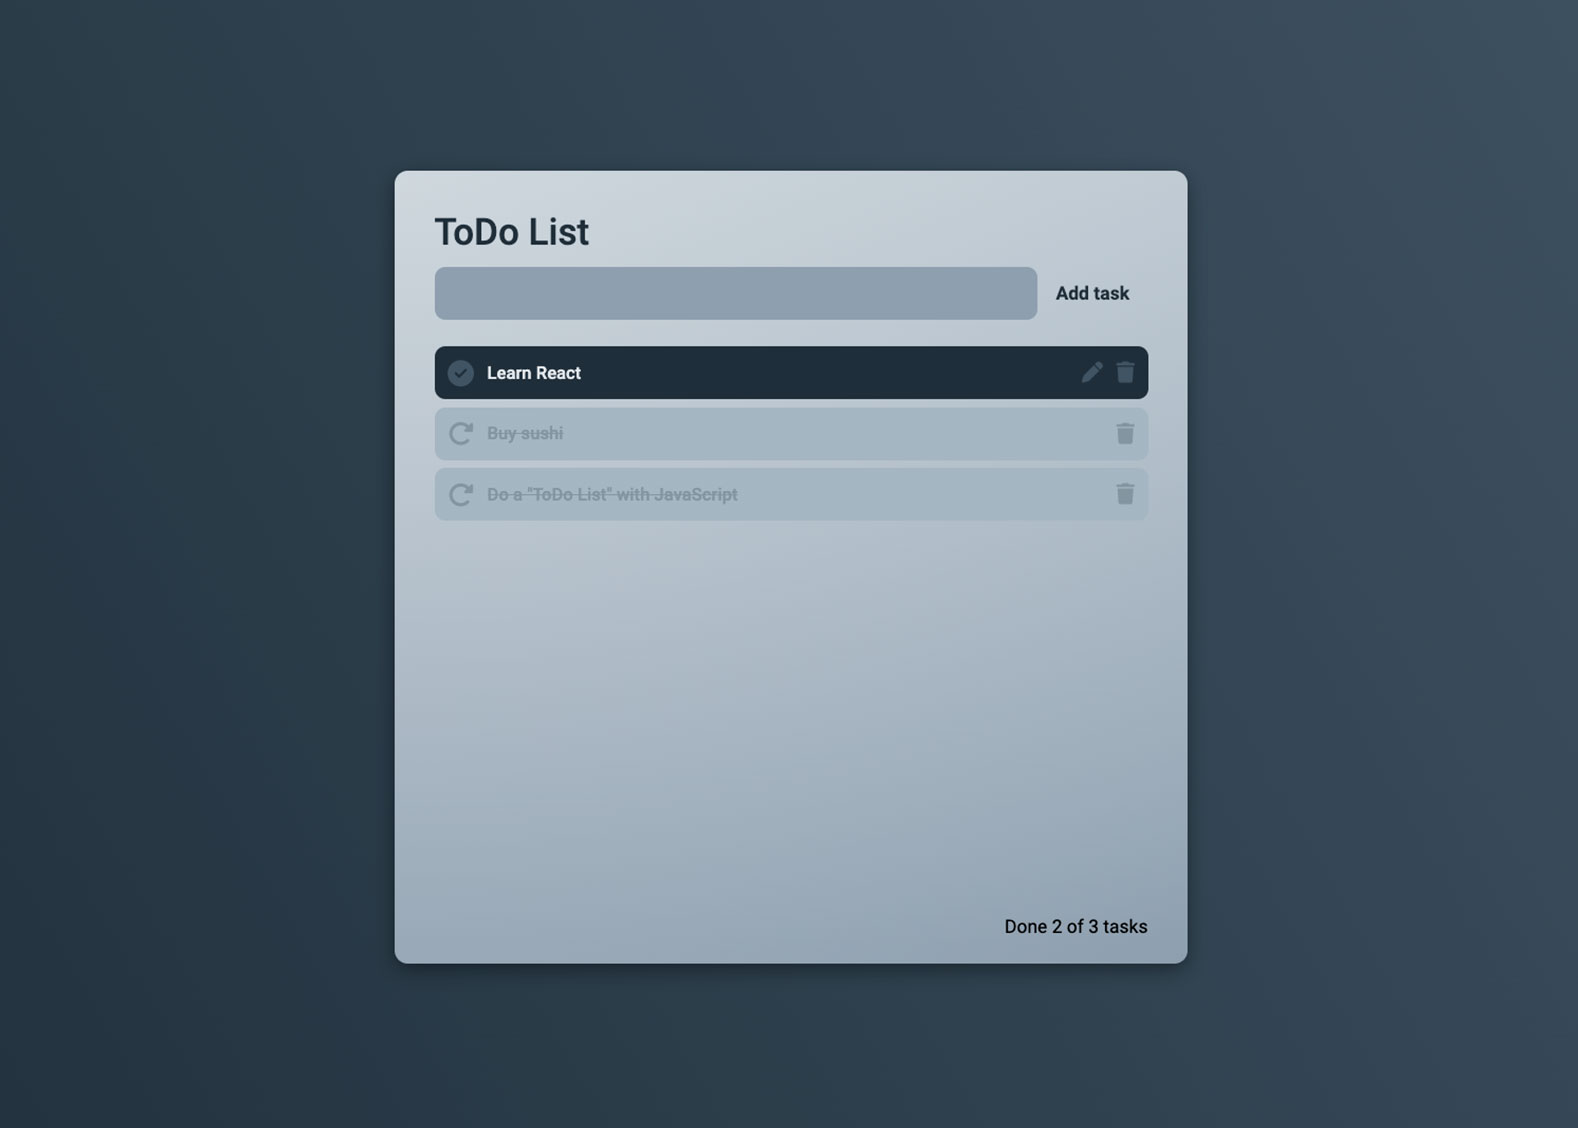 ToDo List
Add task
Learn React
Buy sushi
Do a "ToDo List" with JavaScript
Done 2 of 3 tasks